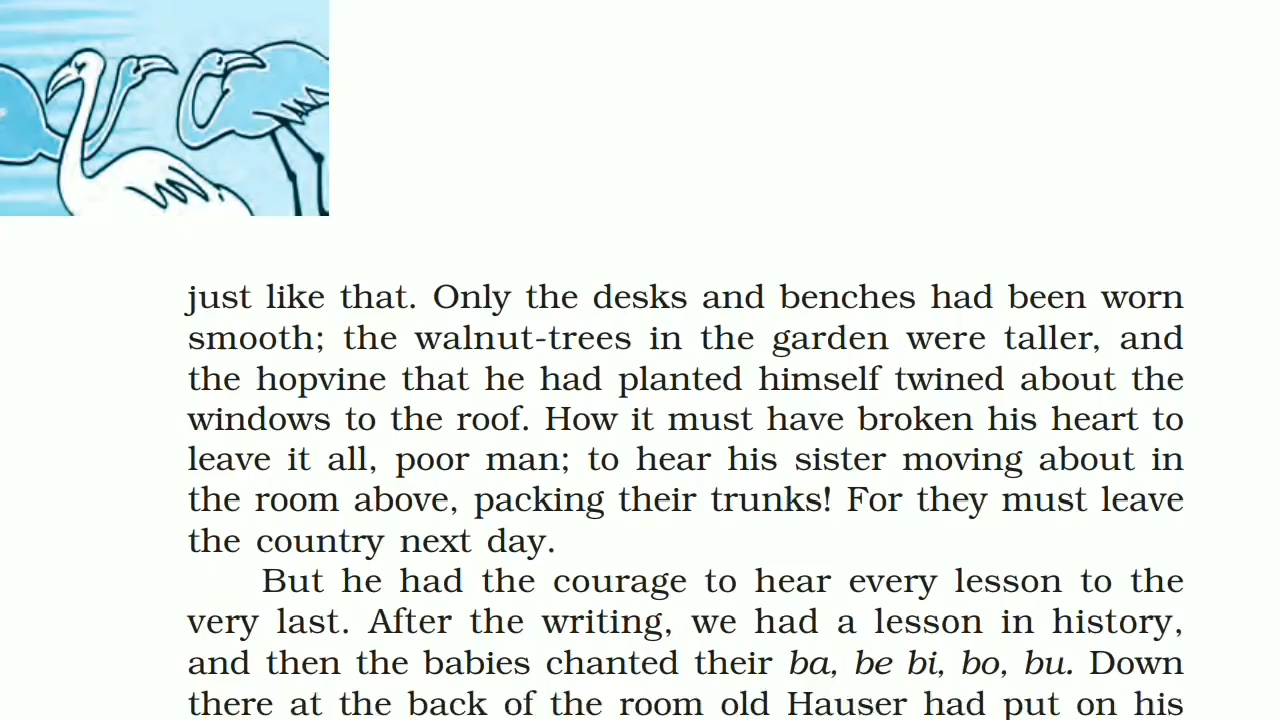 just like that. Only the desks and benches had been worn
smooth; the walnut-trees in the garden were taller, and
the hopvine that he had planted himself twined about the
windows to the roof. How it must have broken his heart to
leave it all, poor man; to hear his sister moving about in
the room above, packing their trunks! For they must leave
the country next day.
But he had the courage to hear every lesson to the
very last. After the writing, we had a lesson in history,
and then the babies chanted their ba, be bi, bo, bu. Down
there at the back of the room old Hauser had put on his